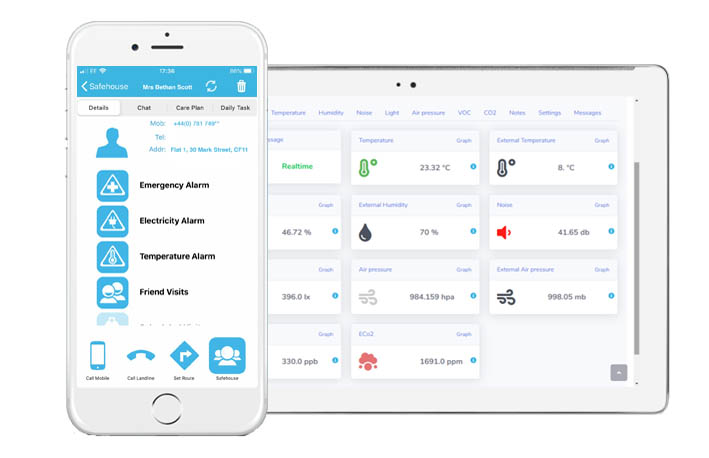 EE 17:36 86%
Safehouse Mrs Bethan Scott
Details Chat Care Plan Daily Task
Mob: +44(0) 751 749**
Tel:
Addr: Flat 1, 30 Mark Street, CF11
Emergency Alarm
Electricity Alarm
Temperature Alarm
Friend Visits
Call Mobile Call Landline Set Route Safehouse
Temperature Humidity Noise Light Air pressure VOC CO2 Notes Settings Messages
Temperature Graph External Temperature Graph
Realtime 23.32 °C 8. °C
Graph External Humidity Graph Noise Graph
46.72 % 70 % 41.65 db
Graph Air pressure Graph External Air pressure Graph
396.0 lx 984.159 hpa 998.05 mb
Graph ECo2 Graph
330.0 ppb 1691.0 ppm